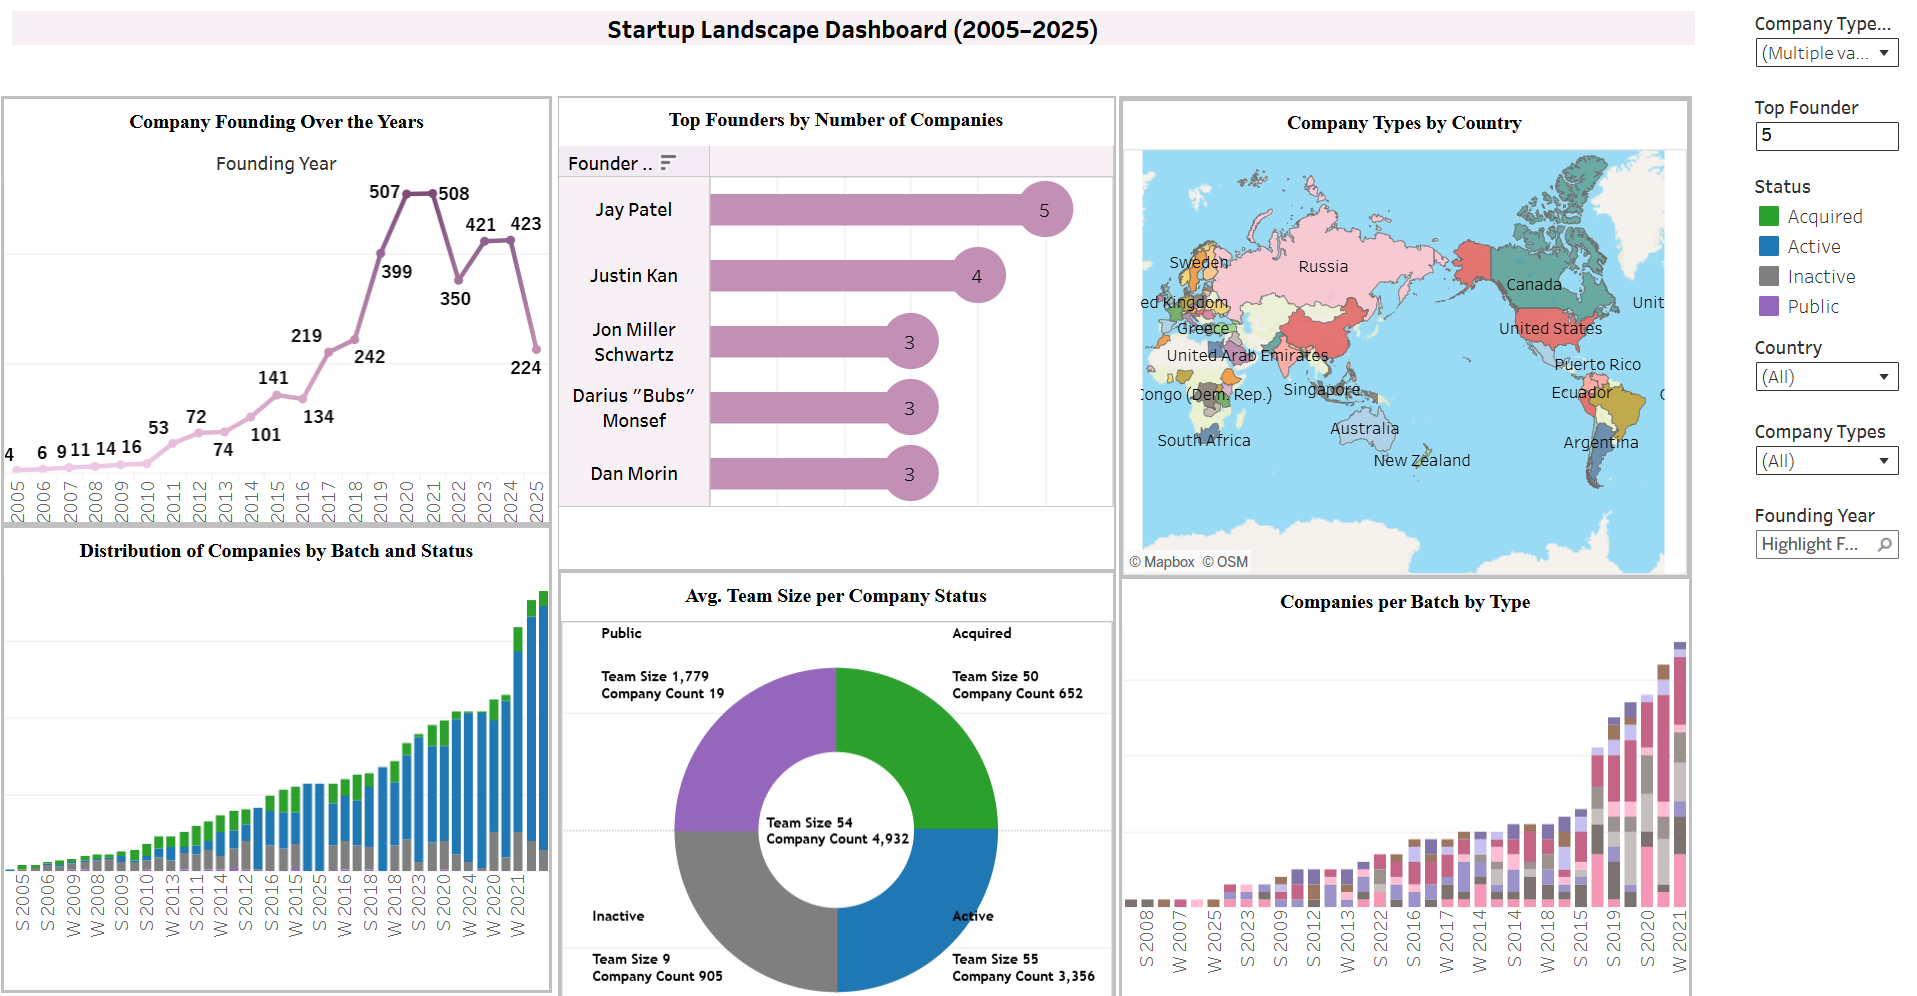 Startup Landscape Dashboard (2005–2025)
Company Founding Over the Years
Founding Year
4
6
9
11
14
16
53
72
74
101
141
134
219
242
399
507
508
350
421
423
224
2005
2006
2007
2008
2009
2010
2011
2012
2013
2014
2015
2016
2017
2018
2019
2020
2021
2022
2023
2024
2025
Top Founders by Number of Companies
Founder ..
Jay Patel
5
Justin Kan
4
Jon Miller
Schwartz
3
Darius "Bubs"
Monsef
3
Dan Morin
3
Company Types by Country
Sweden
Russia
Canada
ed Kingdom
Unit
Greece
United States
United Arab Emirates
Puerto Rico
Singapore
Ecuador
ongo (Dem. Rep.)
Australia
South Africa
Argentina
New Zealand
© Mapbox © OSM
Distribution of Companies by Batch and Status
S 2005
S 2006
W 2009
W 2008
S 2009
S 2010
W 2013
S 2011
W 2014
S 2012
W 2012
W 2015
S 2025
W 2016
S 2018
W 2018
S 2023
S 2020
W 2024
W 2020
W 2021
Avg. Team Size per Company Status
Public
Team Size 1,779
Company Count 19
Acquired
Team Size 50
Company Count 652
Team Size 54
Company Count 4,932
Inactive
Team Size 9
Company Count 905
Active
Team Size 55
Company Count 3,356
Companies per Batch by Type
S 2008
W 2007
W 2025
S 2023
S 2009
S 2012
W 2013
S 2022
S 2016
W 2017
W 2014
S 2014
W 2018
S 2015
S 2019
S 2020
W 2021
Company Type...
(Multiple va...
Top Founder
5
Status
Acquired
Active
Inactive
Public
Country
(All)
Company Types
(All)
Founding Year
Highlight F...